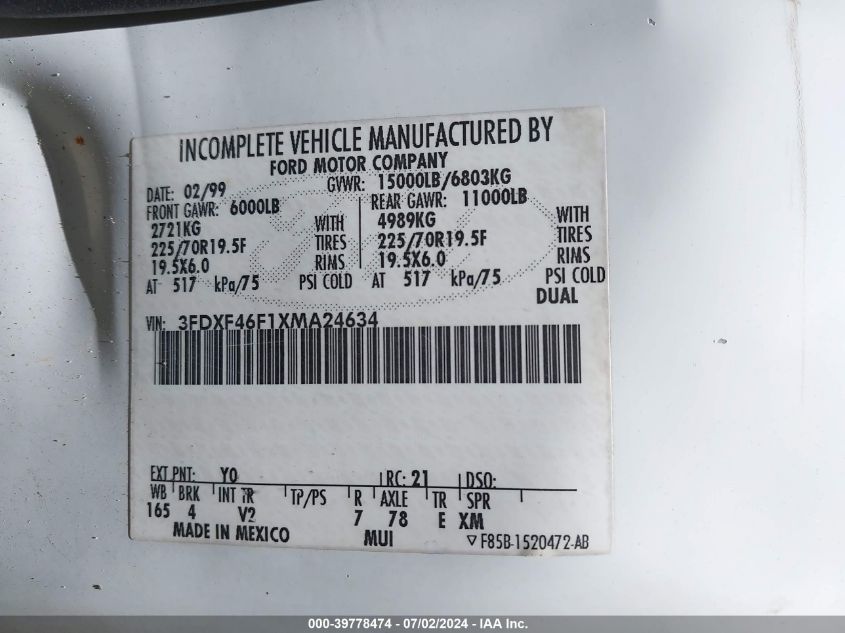 INCOMPLETE VEHICLE MANUFACTURED BY
FORD MOTOR COMPANY
DATE: 02/99 GVWR: 15000LB/6803KG
FRONT GAWR: 6000LB REAR GAWR: 11000LB
2721KG WITH 4989KG WITH
225/70R19.5F TIRES 225/70R19.5F TIRES
19.5X6.0 RIMS 19.5X6.0 RIMS
AT 517 kPa/75 PSI COLD AT 517 kPa/75 PSI COLD
DUAL
VIN: 3FDXF46F1XMA24634
EXT PNT: Y0 RC: 21 DSO:
WB BRK INT TR TP/PS R AXLE TR SPR
165 4 V2 7 78 E XM
MADE IN MEXICO MUI ▽ F85B-1520472-AB
000-39778474 / 07/02/2024 - IAA Inc.